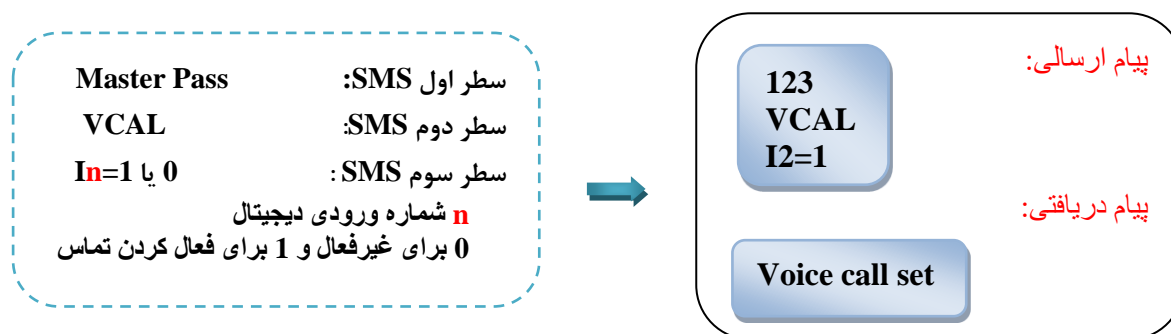 سطر اول SMS: Master Pass
سطر دوم SMS: VCAL
سطر سوم SMS : In=1 یا 0
n شماره ورودی دیجیتال
0 برای غیرفعال و 1 برای فعال کردن تماس
پیام ارسالی:
123
VCAL
I2=1
پیام دریافتی:
Voice call set